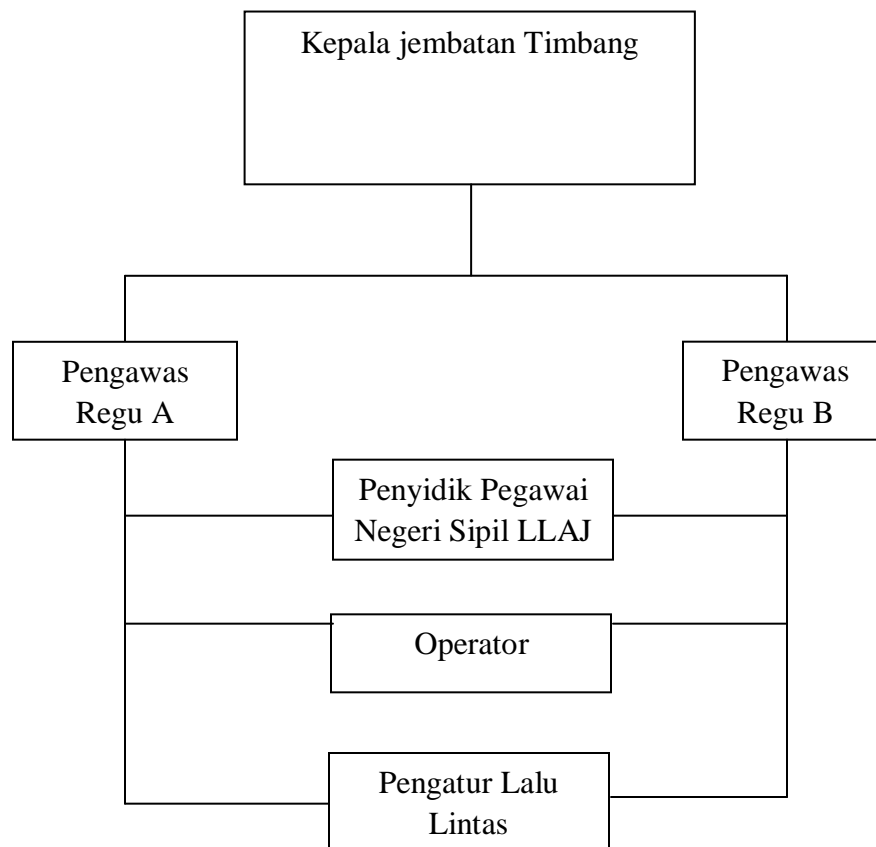 Kepala jembatan Timbang
Pengawas
Regu A
Pengawas
Regu B
Penyidik Pegawai
Negeri Sipil LLAJ
Operator
Pengatur Lalu
Lintas